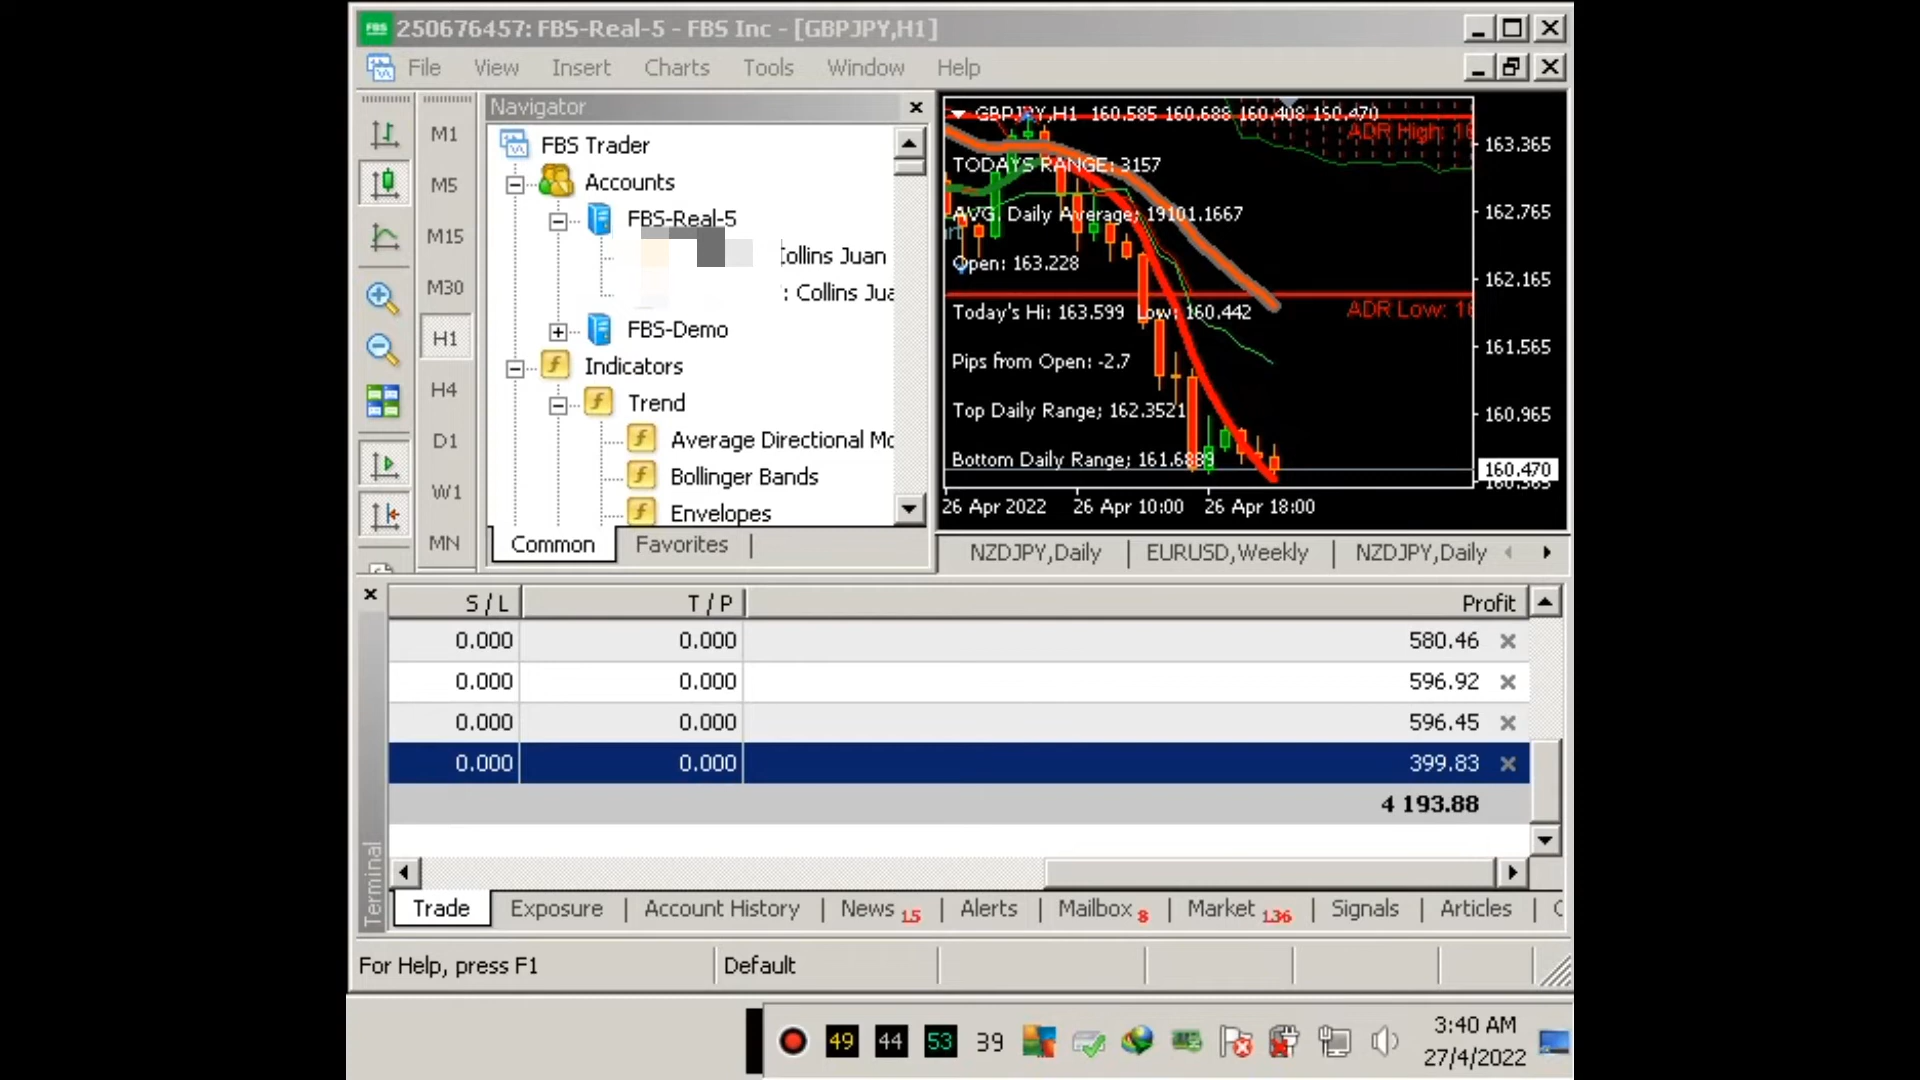 FBS 250676457: FBS-Real-5 - FBS Inc - [GBPJPY,H1]
File View Insert Charts Tools Window Help
M1
M5
M15
M30
H1
H4
D1
W1
MN
Navigator
FBS Trader
Accounts
FBS-Real-5
Collins Juan
: Collins Jua
FBS-Demo
Indicators
Trend
Average Directional Mo
Bollinger Bands
Envelopes
Common Favorites
GBPJPY,H1 160.585 160.688 160.408 160.470
ADR High: 16
TODAYS RANGE: 3157
AVG. Daily Average; 19101.1667
Open: 163.228
Today's Hi: 163.599 Low: 160.442
ADR Low: 16
Pips from Open: -2.7
Top Daily Range; 162.3521
Bottom Daily Range; 161.6889
163.365
162.765
162.165
161.565
160.965
160.470
26 Apr 2022 26 Apr 10:00 26 Apr 18:00
NZDJPY,Daily EURUSD,Weekly NZDJPY,Daily
S / L T / P Profit
0.000 0.000 580.46
0.000 0.000 596.92
0.000 0.000 596.45
0.000 0.000 399.83
4 193.88
Terminal
Trade Exposure Account History News 15 Alerts Mailbox 8 Market 136 Signals Articles
For Help, press F1 Default
49 44 53 39
3:40 AM
27/4/2022